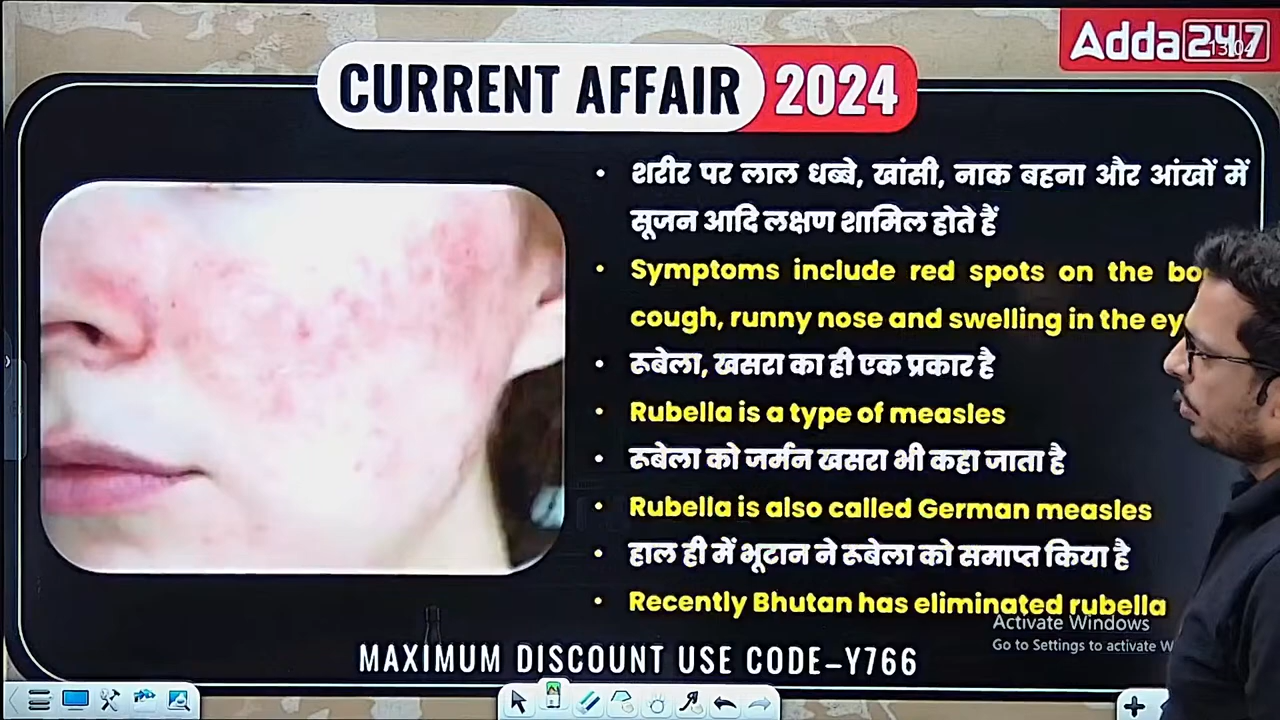 Adda247
13:04
CURRENT AFFAIR 2024
• शरीर पर लाल धब्बे, खांसी, नाक बहना और आंखों में
सूजन आदि लक्षण शामिल होते हैं
• Symptoms include red spots on the
cough, runny nose and swelling in the
• रूबेला, खसरा का ही एक प्रकार है
• Rubella is a type of measles
• रूबेला को जर्मन खसरा भी कहा जाता है
• Rubella is also called German measles
• हाल ही में भूटान ने रूबेला को समाप्त किया है
• Recently Bhutan has eliminated rubella
Activate Windows
Go to Settings to activate
MAXIMUM DISCOUNT USE CODE–Y766